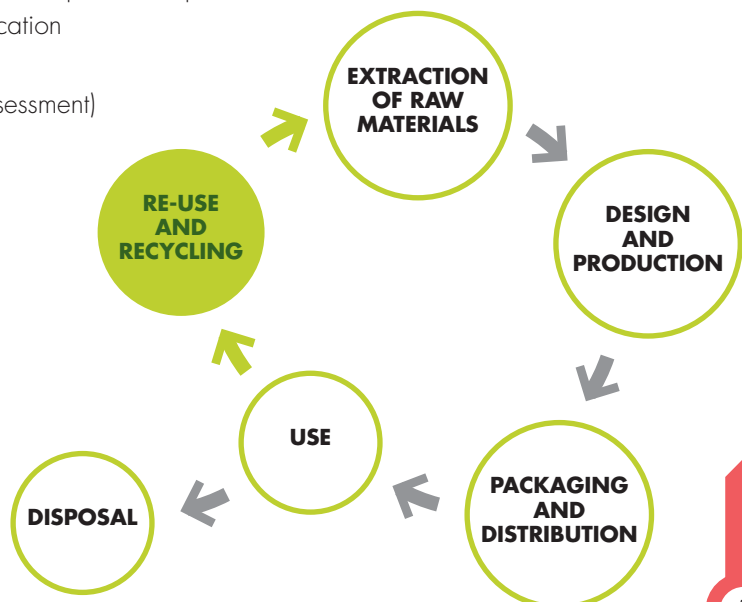 cation
sessment)
EXTRACTION
OF RAW
MATERIALS
DESIGN
AND
PRODUCTION
PACKAGING
AND
DISTRIBUTION
USE
DISPOSAL
RE-USE
AND
RECYCLING